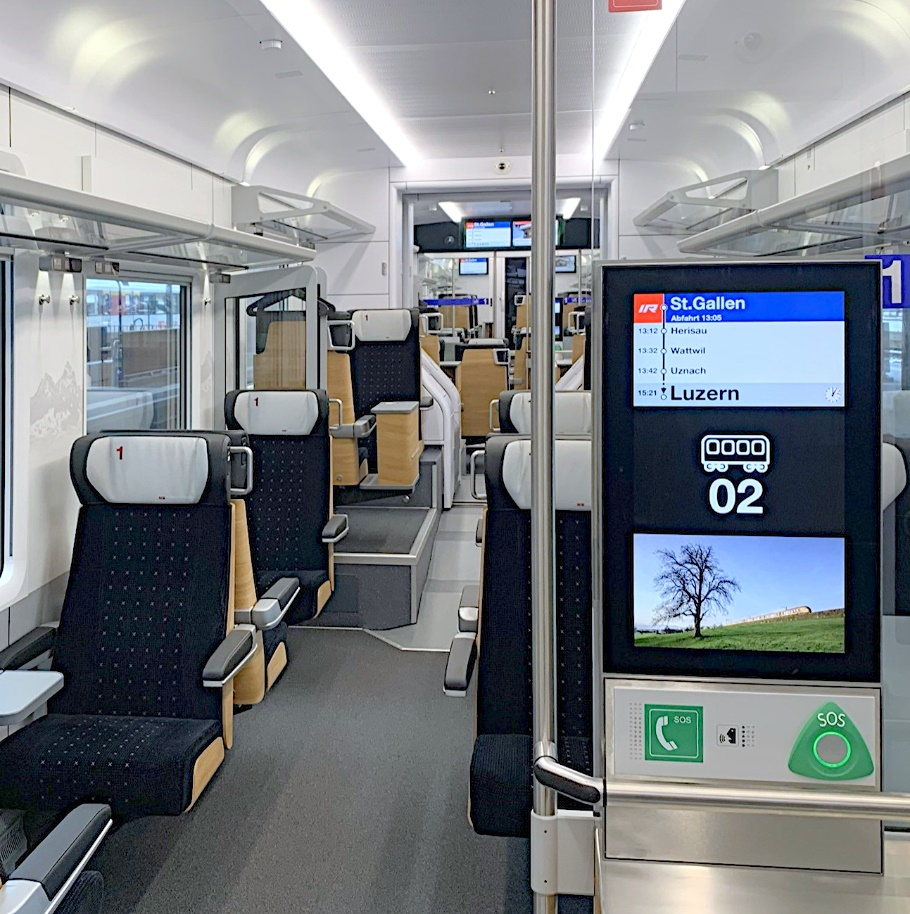 IR St.Gallen
Abfahrt 13:05
13:12 Herisau
13:32 Wattwil
13:42 Uznach
15:21 Luzern
02
SOS
SOS
1
1
1
1